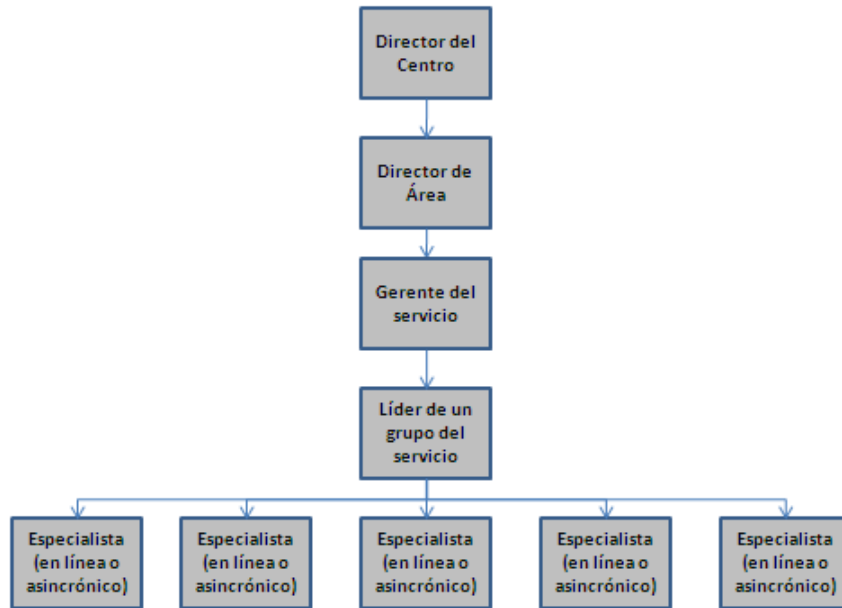 Director del
Centro
Director de
Área
Gerente del
servicio
Líder de un
grupo del
servicio
Especialista
(en línea o
asincrónico)
Especialista
(en línea o
asincrónico)
Especialista
(en línea o
asincrónico)
Especialista
(en línea o
asincrónico)
Especialista
(en línea o
asincrónico)